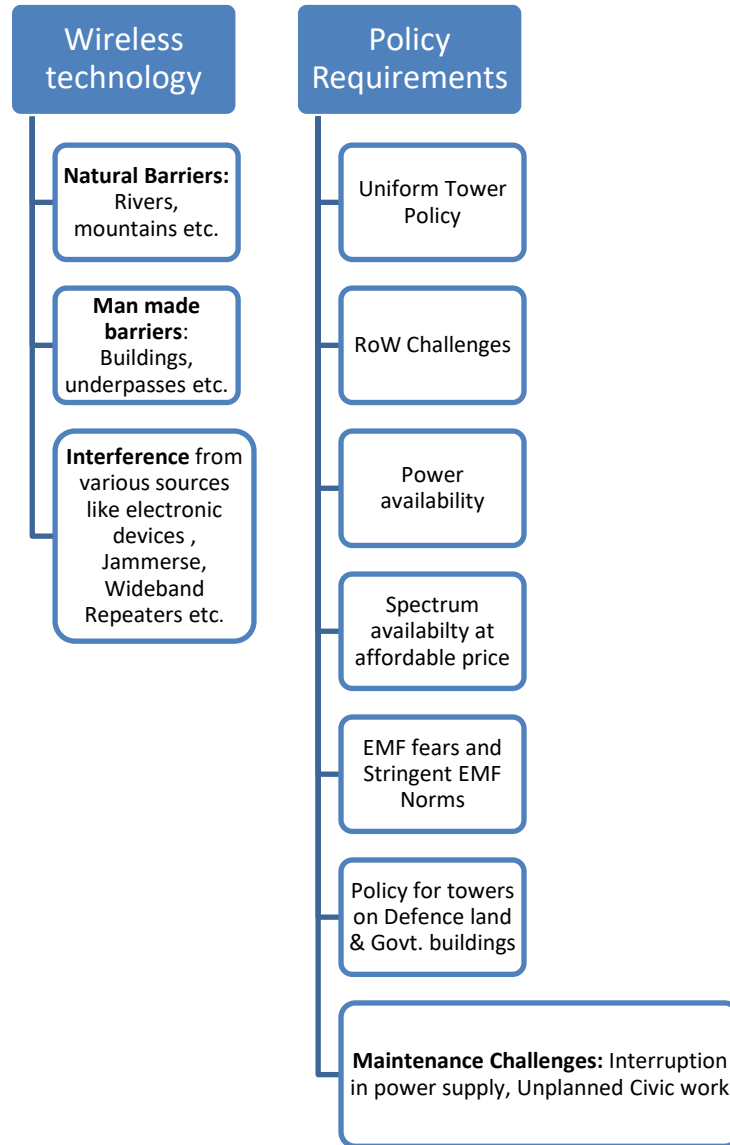 Wireless
technology
Natural Barriers:
Rivers,
mountains etc.
Man made
barriers:
Buildings,
underpasses etc.
Interference from
various sources
like electronic
devices ,
Jammerse,
Wideband
Repeaters etc.
Policy
Requirements
Uniform Tower
Policy
RoW Challenges
Power
availability
Spectrum
availabilty at
affordable price
EMF fears and
Stringent EMF
Norms
Policy for towers
on Defence land
& Govt. buildings
Maintenance Challenges: Interruption
in power supply, Unplanned Civic work